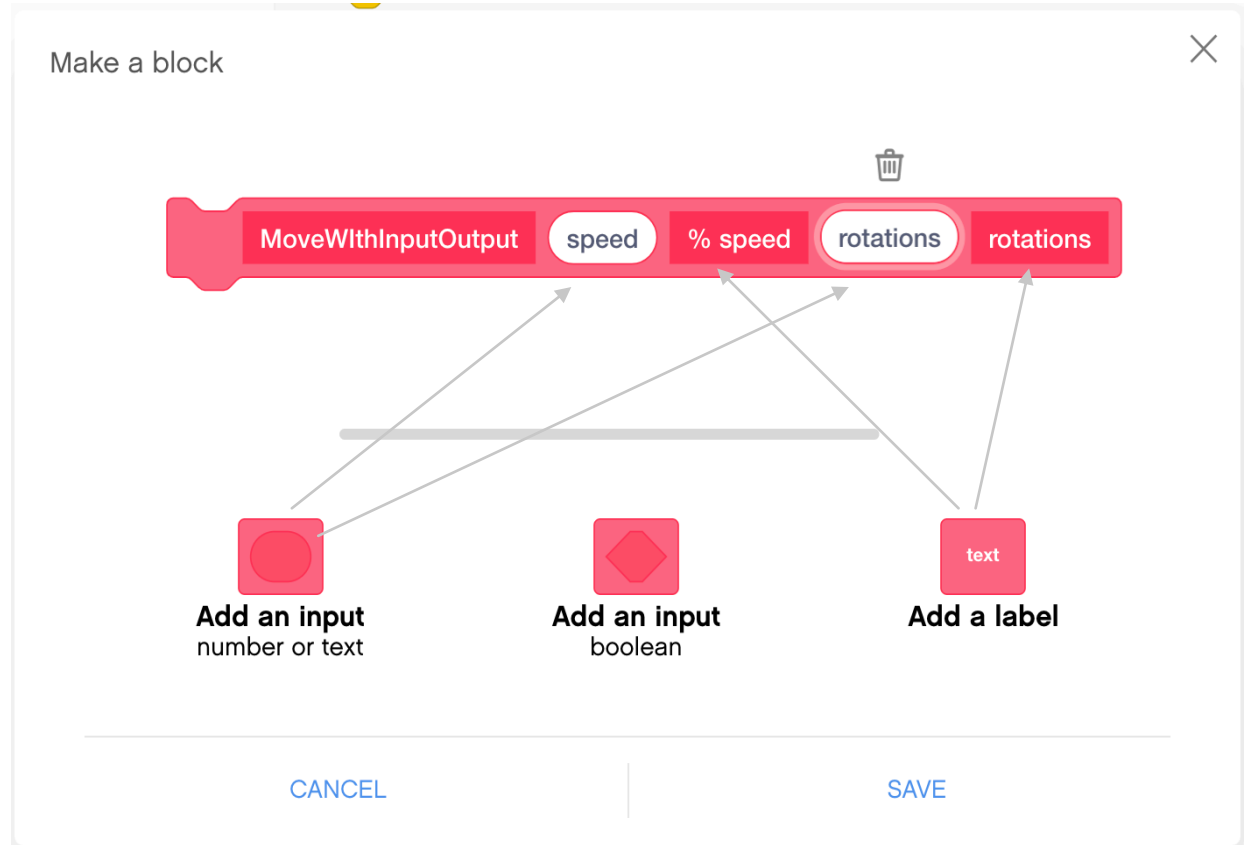 Make a block
MoveWIthInputOutput speed % speed rotations rotations
text
Add an input Add an input Add a label
number or text boolean
CANCEL SAVE